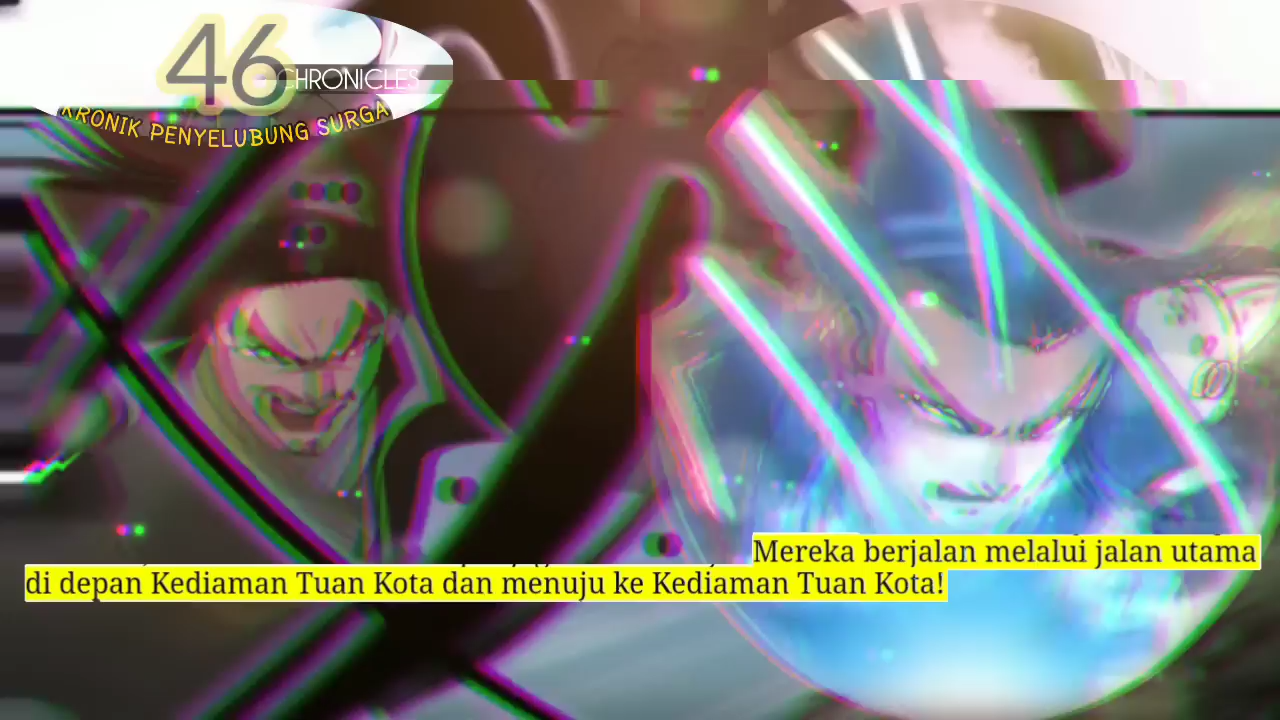 46
CHRONICLES
KRONIK PENYELUBUNG SURGA
Mereka berjalan melalui jalan utama
di depan Kediaman Tuan Kota dan menuju ke Kediaman Tuan Kota!